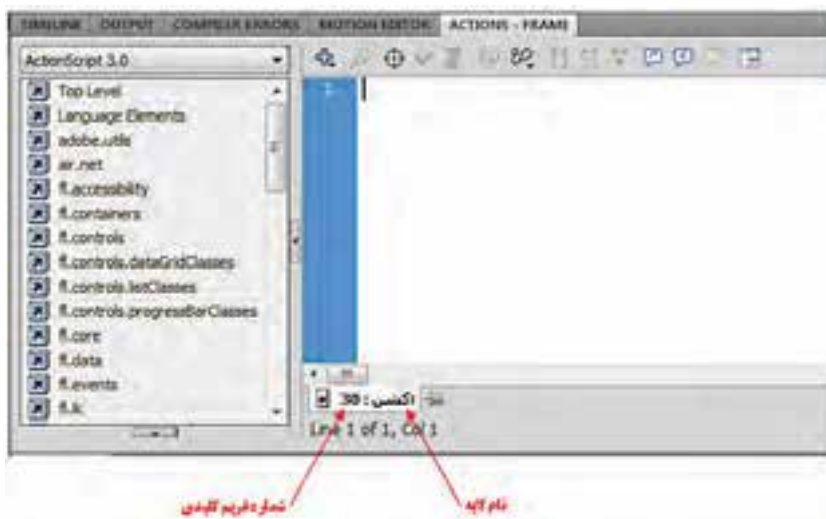 TIMELINE OUTPUT COMPILER ERRORS MOTION EDITOR ACTIONS - FRAME
ActionScript 3.0
Top Level
Language Elements
adobe.utils
air.net
fl.accessibility
fl.containers
fl.controls
fl.controls.dataGridClasses
fl.controls.listClasses
fl.controls.progressBarClasses
fl.core
fl.data
fl.events
fl.ik
1
اکشن : 30
Line 1 of 1, Col 1
نام لایه
شماره فریم کلیدی